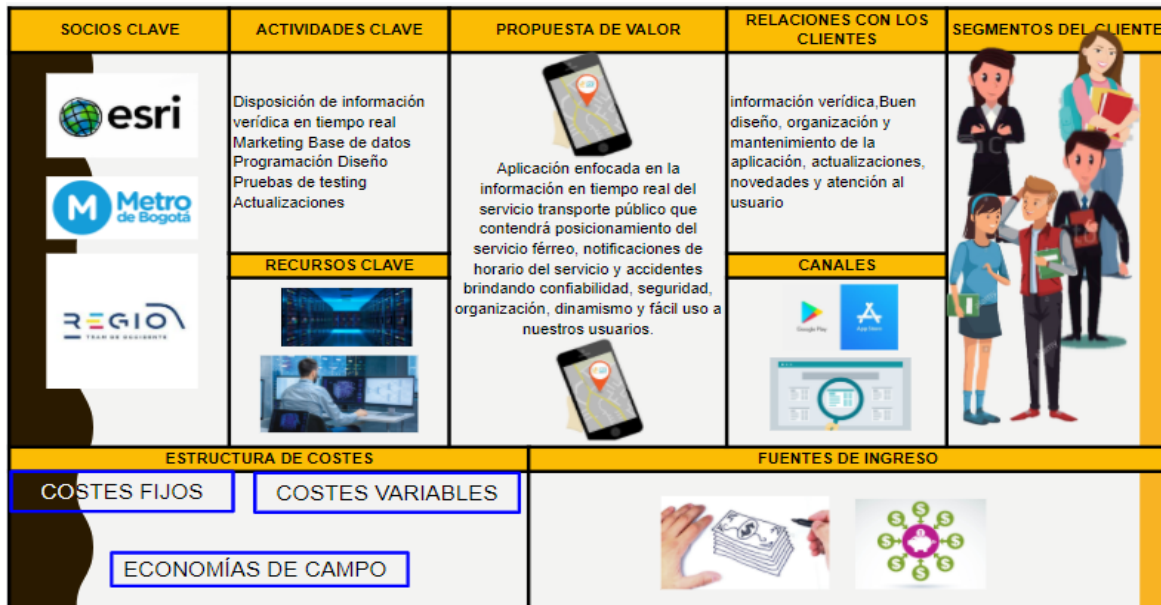 SOCIOS CLAVE
esri
M Metro
de Bogotá
REGIO
TRAM DE OCCIDENTE
ACTIVIDADES CLAVE
Disposición de información
verídica en tiempo real
Marketing Base de datos
Programación Diseño
Pruebas de testing
Actualizaciones
RECURSOS CLAVE
PROPUESTA DE VALOR
Aplicación enfocada en la
información en tiempo real del
servicio transporte público que
contendrá posicionamiento del
servicio férreo, notificaciones de
horario del servicio y accidentes
brindando confiabilidad, seguridad,
organización, dinamismo y fácil uso a
nuestros usuarios.
RELACIONES CON LOS
CLIENTES
información verídica,Buen
diseño, organización y
mantenimiento de la
aplicación, actualizaciones,
novedades y atención al
usuario
CANALES
Google Play
App Store
SEGMENTOS DEL CLIENTE
ESTRUCTURA DE COSTES
COSTES FIJOS
COSTES VARIABLES
ECONOMÍAS DE CAMPO
FUENTES DE INGRESO